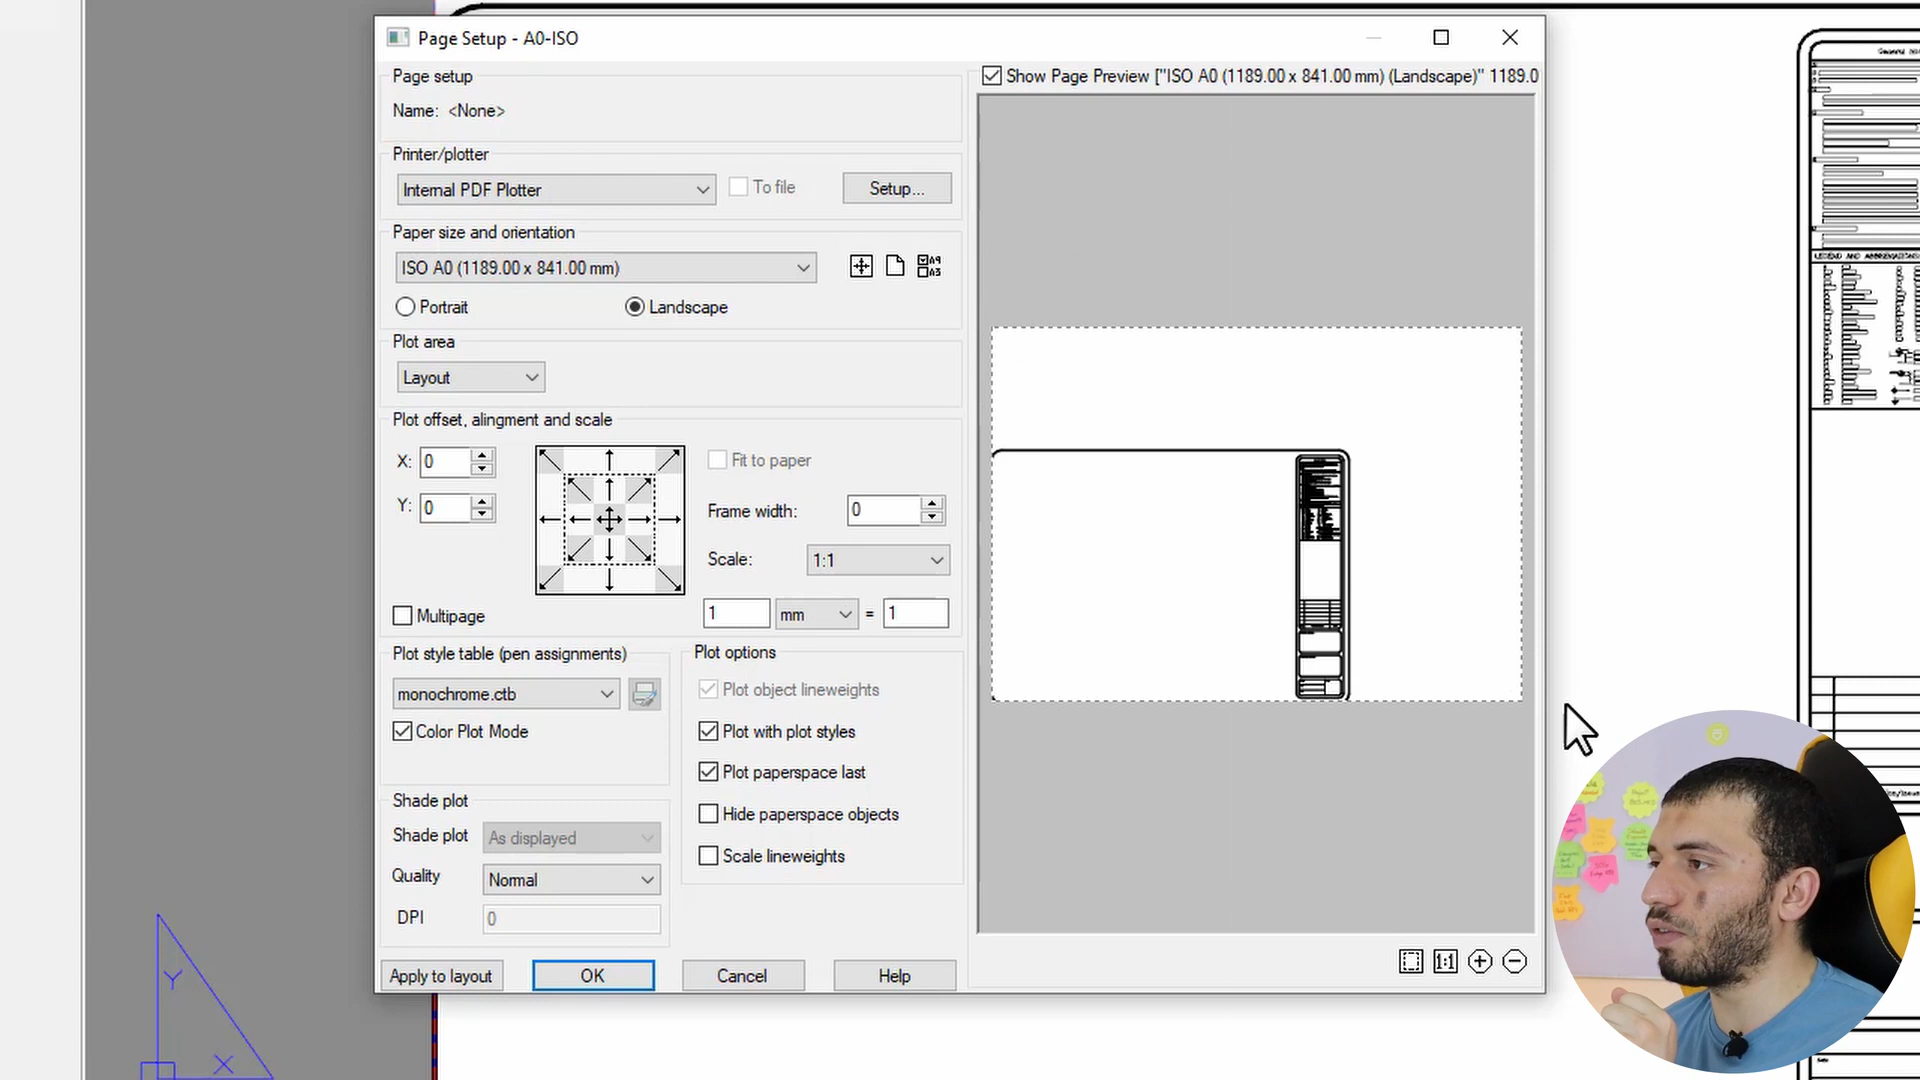 Page Setup - A0-ISO
Page setup
Name: <None>
Printer/plotter
Internal PDF Plotter
To file
Setup...
Paper size and orientation
ISO A0 (1189.00 x 841.00 mm)
Portrait
Landscape
Plot area
Layout
Plot offset, alingment and scale
X: 0
Y: 0
Fit to paper
Frame width: 0
Scale: 1:1
Multipage
1 mm = 1
Plot style table (pen assignments)
monochrome.ctb
Color Plot Mode
Plot options
Plot object lineweights
Plot with plot styles
Plot paperspace last
Hide paperspace objects
Scale lineweights
Shade plot
Shade plot As displayed
Quality Normal
DPI 0
Apply to layout
OK
Cancel
Help
Show Page Preview ["ISO A0 (1189.00 x 841.00 mm) (Landscape)" 1189.0
1:1
Y
X
LEGEND AND ABBREVIATIONS